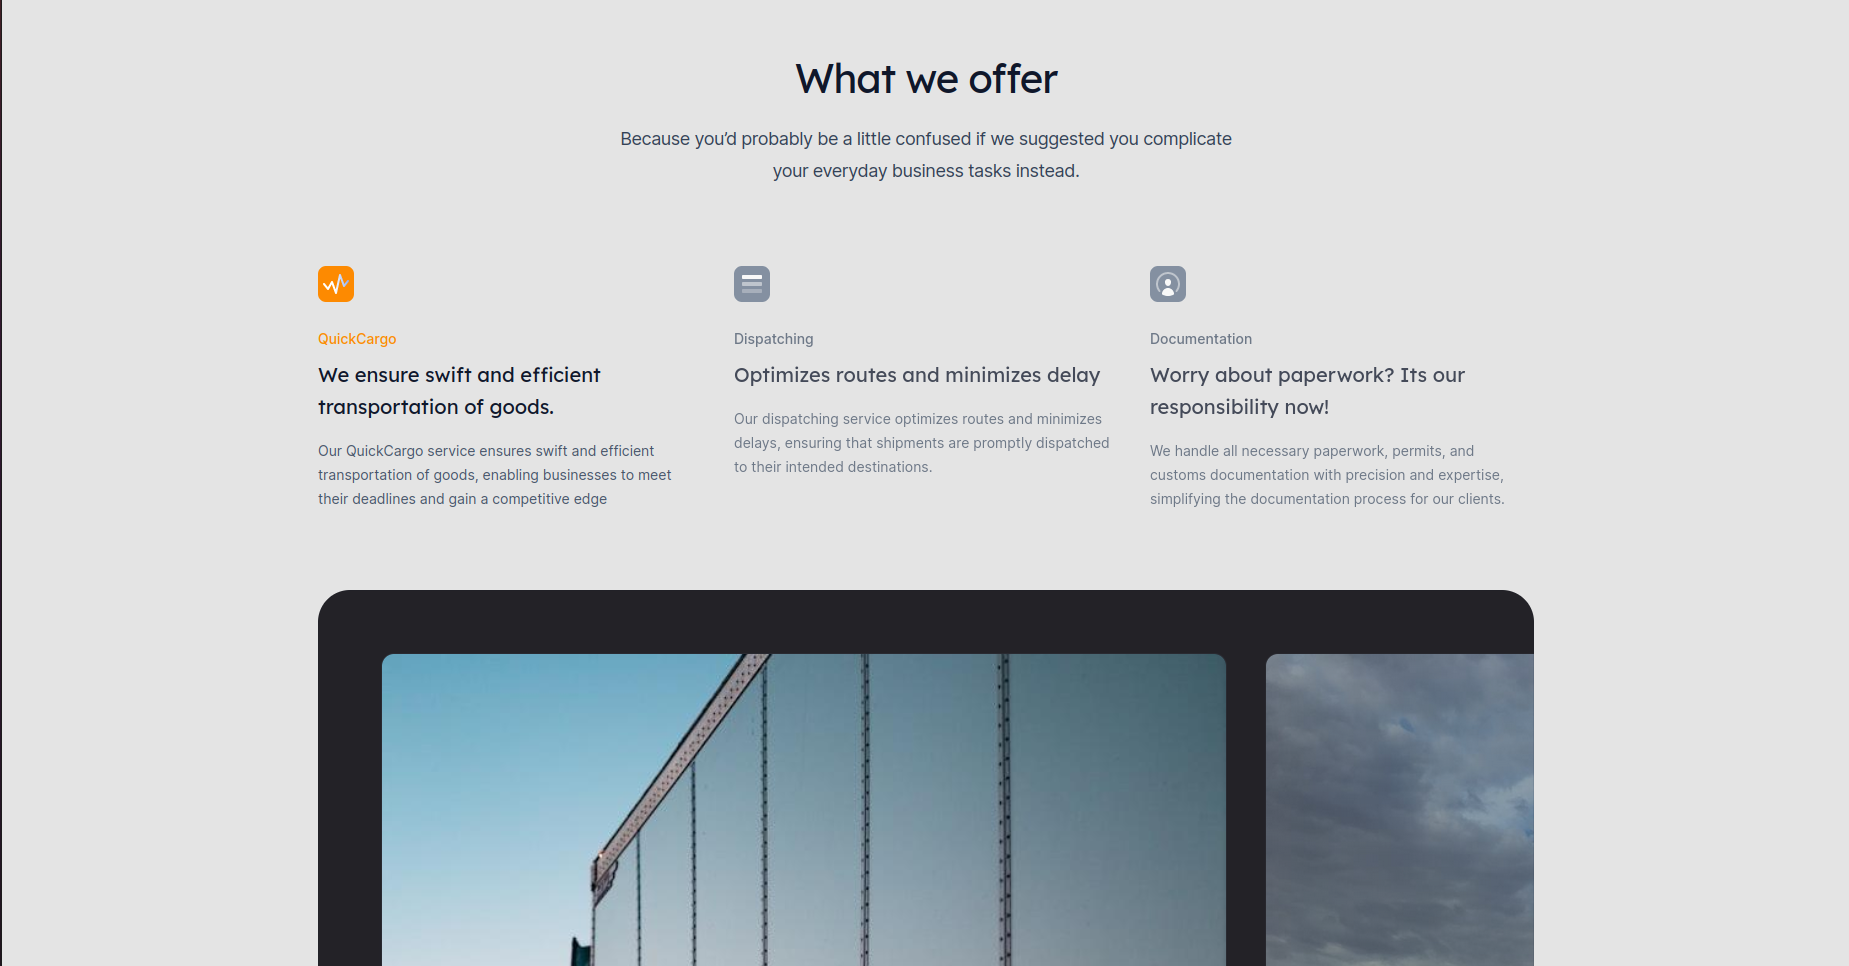 What we offer
Because you’d probably be a little confused if we suggested you complicate
your everyday business tasks instead.
QuickCargo
We ensure swift and efficient
transportation of goods.
Our QuickCargo service ensures swift and efficient
transportation of goods, enabling businesses to meet
their deadlines and gain a competitive edge
Dispatching
Optimizes routes and minimizes delay
Our dispatching service optimizes routes and minimizes
delays, ensuring that shipments are promptly dispatched
to their intended destinations.
Documentation
Worry about paperwork? Its our
responsibility now!
We handle all necessary paperwork, permits, and
customs documentation with precision and expertise,
simplifying the documentation process for our clients.